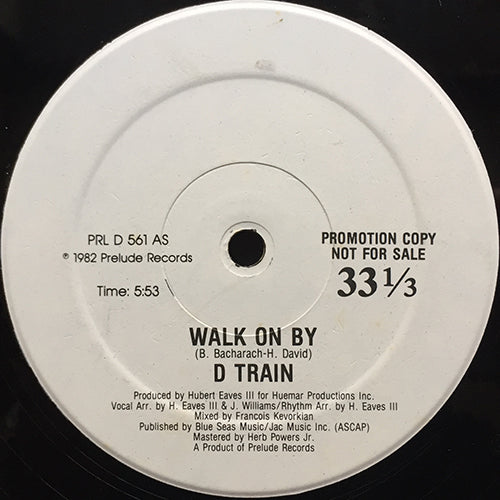 PRL D 561 AS
℗ 1982 Prelude Records
Time: 5:53
PROMOTION COPY
NOT FOR SALE
33 1/3
WALK ON BY
(B. Bacharach-H. David)
D TRAIN
Produced by Hubert Eaves III for Huemar Productions Inc.
Vocal Arr. by H. Eaves III & J. Williams/Rhythm Arr. by H. Eaves III
Mixed by Francois Kevorkian
Published by Blue Seas Music/Jac Music Inc. (ASCAP)
Mastered by Herb Powers Jr.
A Product of Prelude Records